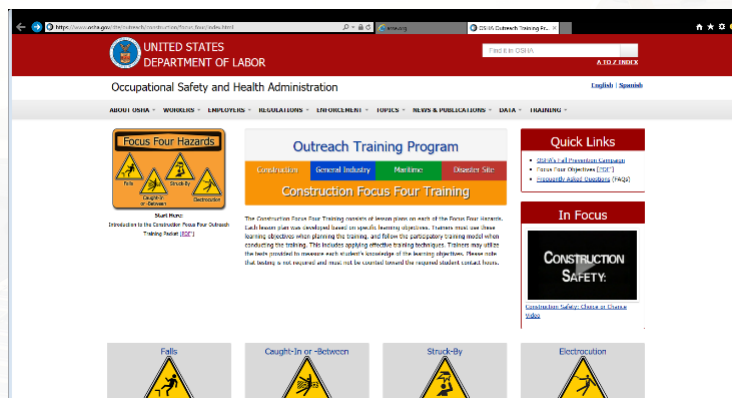 https://www.osha.gov/dte/outreach/construction/focus_four/index.html
OSHA Outreach Training Pr...
UNITED STATES
DEPARTMENT OF LABOR
Find it in OSHA
A TO Z INDEX
Occupational Safety and Health Administration
English | Spanish
ABOUT OSHA WORKERS EMPLOYERS REGULATIONS ENFORCEMENT TOPICS NEWS & PUBLICATIONS DATA TRAINING
Focus Four Hazards
Falls
Struck-By
Caught-In
or -Between
Electrocution
Start Here:
Introduction to the Construction Focus Four Outreach
Training Packet [PDF*]
Outreach Training Program
Construction General Industry Maritime Disaster Site
Construction Focus Four Training
The Construction Focus Four Training consists of lesson plans on each of the Focus Four Hazards.
Each lesson plan was developed based on specific learning objectives. Trainers must use these
learning objectives when planning the training, and follow the participatory training model when
conducting the training. This includes applying effective training techniques. Trainers may utilize
the tests provided to measure each student's knowledge of the learning objectives. Please note
that testing is not required and must not be counted toward the required student contact hours.
Quick Links
OSHA's Fall Prevention Campaign
Focus Four Objectives [PDF*]
Frequently Asked Questions (FAQs)
In Focus
CONSTRUCTION
SAFETY:
Construction Safety: Choice or Chance
Video
Falls
Caught-In or -Between
Struck-By
Electrocution